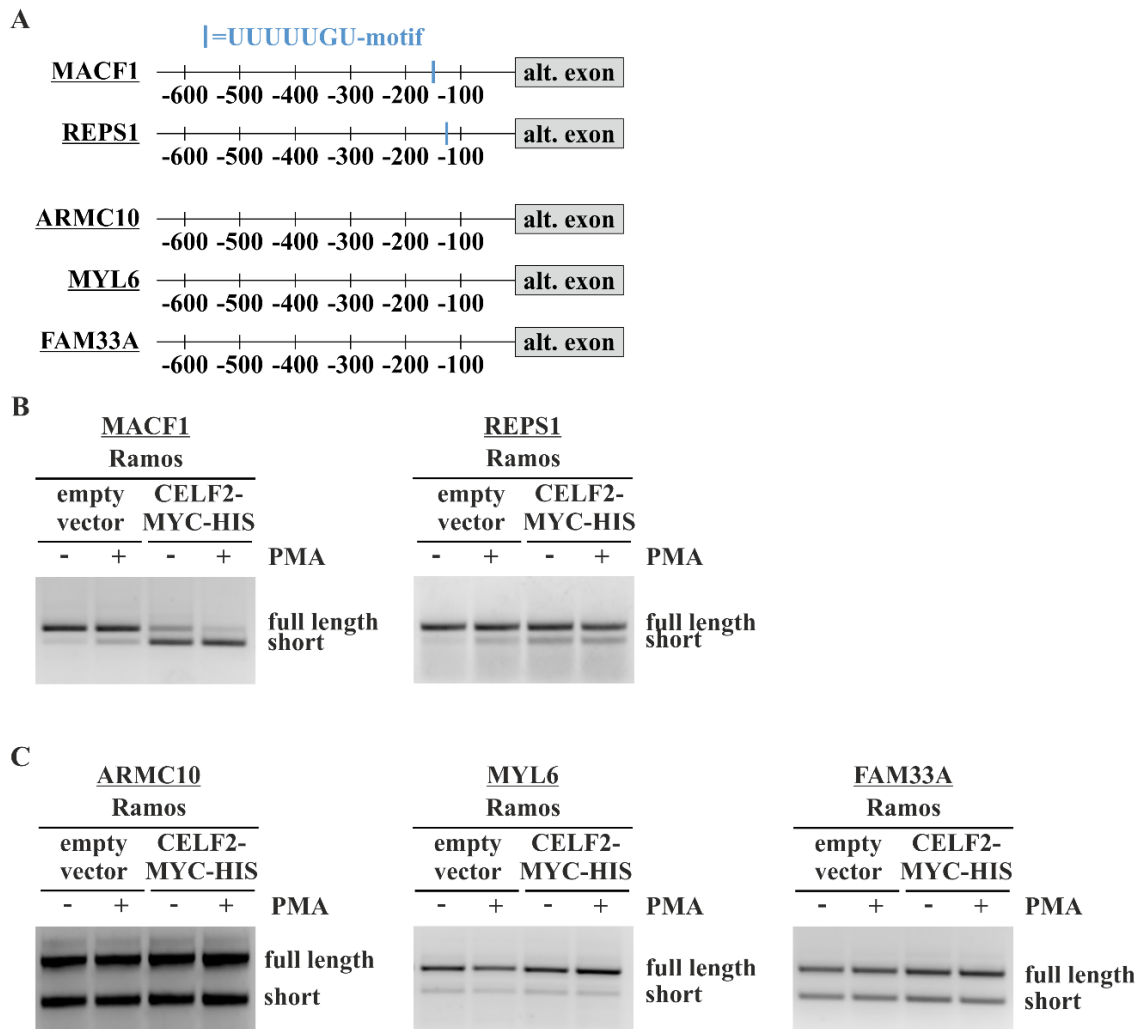 A
|=UUUUUGU-motif
MACF1 alt. exon
-600 -500 -400 -300 -200 -100
REPS1 alt. exon
-600 -500 -400 -300 -200 -100
ARMC10 alt. exon
-600 -500 -400 -300 -200 -100
MYL6 alt. exon
-600 -500 -400 -300 -200 -100
FAM33A alt. exon
-600 -500 -400 -300 -200 -100
B
MACF1
Ramos
empty CELF2-
vector MYC-HIS
- + - + PMA
full length
short
REPS1
Ramos
empty CELF2-
vector MYC-HIS
- + - + PMA
full length
short
C
ARMC10
Ramos
empty CELF2-
vector MYC-HIS
- + - + PMA
full length
short
MYL6
Ramos
empty CELF2-
vector MYC-HIS
- + - + PMA
full length
short
FAM33A
Ramos
empty CELF2-
vector MYC-HIS
- + - + PMA
full length
short